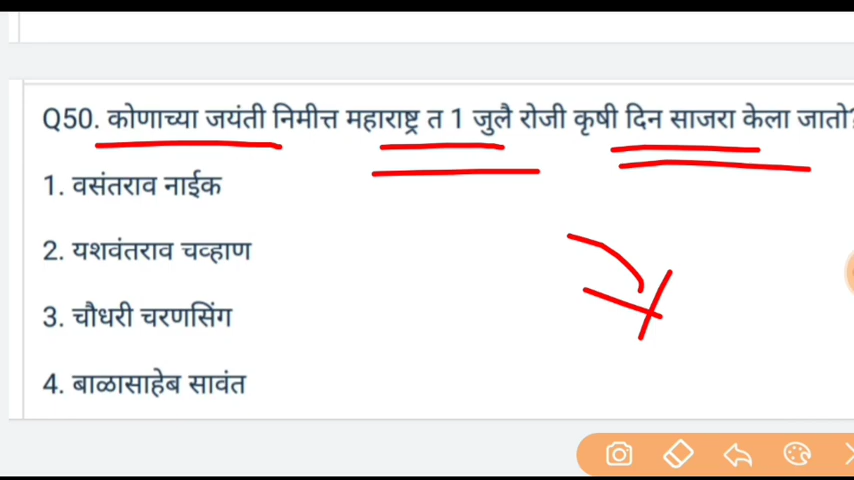 Q50. कोणाच्या जयंती निमीत्त महाराष्ट्र त 1 जुलै रोजी कृषी दिन साजरा केला जातो?
1. वसंतराव नाईक
2. यशवंतराव चव्हाण
3. चौधरी चरणसिंग
4. बाळासाहेब सावंत